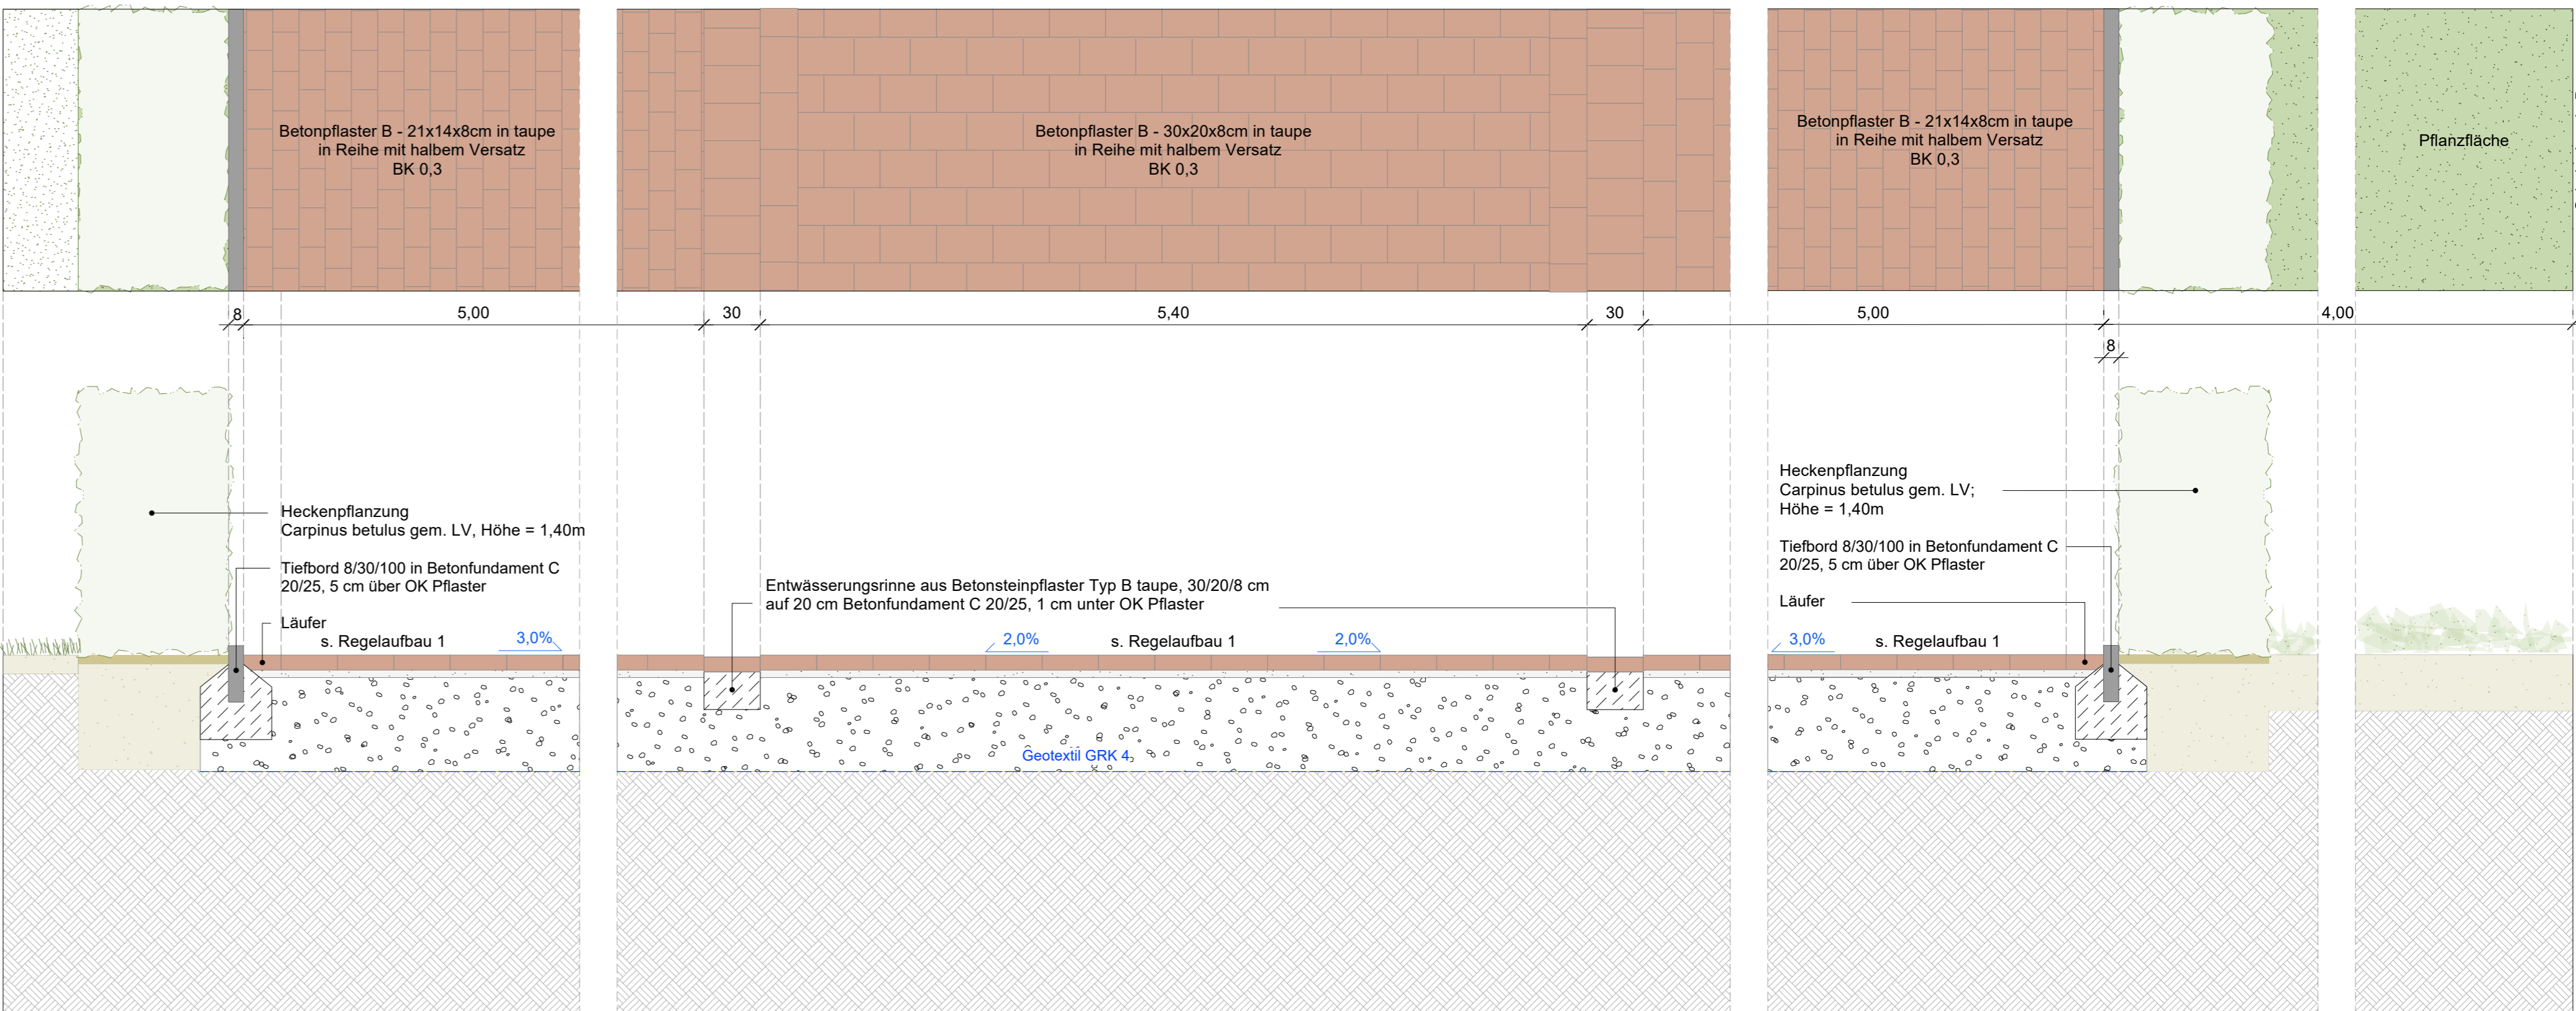 Betonpflaster B - 21x14x8cm in taupe
in Reihe mit halbem Versatz
BK 0,3
Betonpflaster B - 30x20x8cm in taupe
in Reihe mit halbem Versatz
BK 0,3
Betonpflaster B - 21x14x8cm in taupe
in Reihe mit halbem Versatz
BK 0,3
Pflanzfläche
8
5,00
30
5,40
30
5,00
4,00
8
Heckenpflanzung
Carpinus betulus gem. LV, Höhe = 1,40m
Tiefbord 8/30/100 in Betonfundament C
20/25, 5 cm über OK Pflaster
Läufer
s. Regelaufbau 1
3,0%
Entwässerungsrinne aus Betonsteinpflaster Typ B taupe, 30/20/8 cm
auf 20 cm Betonfundament C 20/25, 1 cm unter OK Pflaster
2,0%
s. Regelaufbau 1
2,0%
Geotextil GRK 4
Heckenpflanzung
Carpinus betulus gem. LV;
Höhe = 1,40m
Tiefbord 8/30/100 in Betonfundament C
20/25, 5 cm über OK Pflaster
Läufer
3,0%
s. Regelaufbau 1